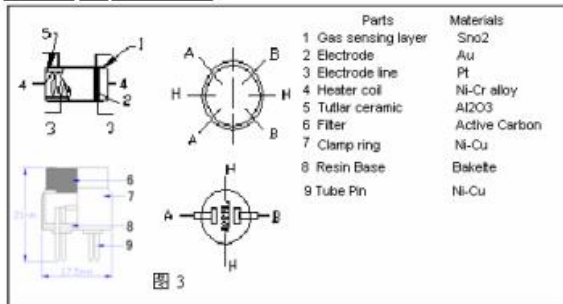 Parts Materials
1 Gas sensing layer Sno2
2 Electrode Au
3 Electrode line Pt
4 Heater coil Ni-Cr alloy
5 Tutlar ceramic Al2O3
6 Filter Active Carbon
7 Clamp ring Ni-Cu
8 Resin Base Bakelte
9 Tube Pin Ni-Cu
5 1
4 4
2
3 3
A B
H H
A B
6
7
8
9
17.5mm
H
A B
H
图 3